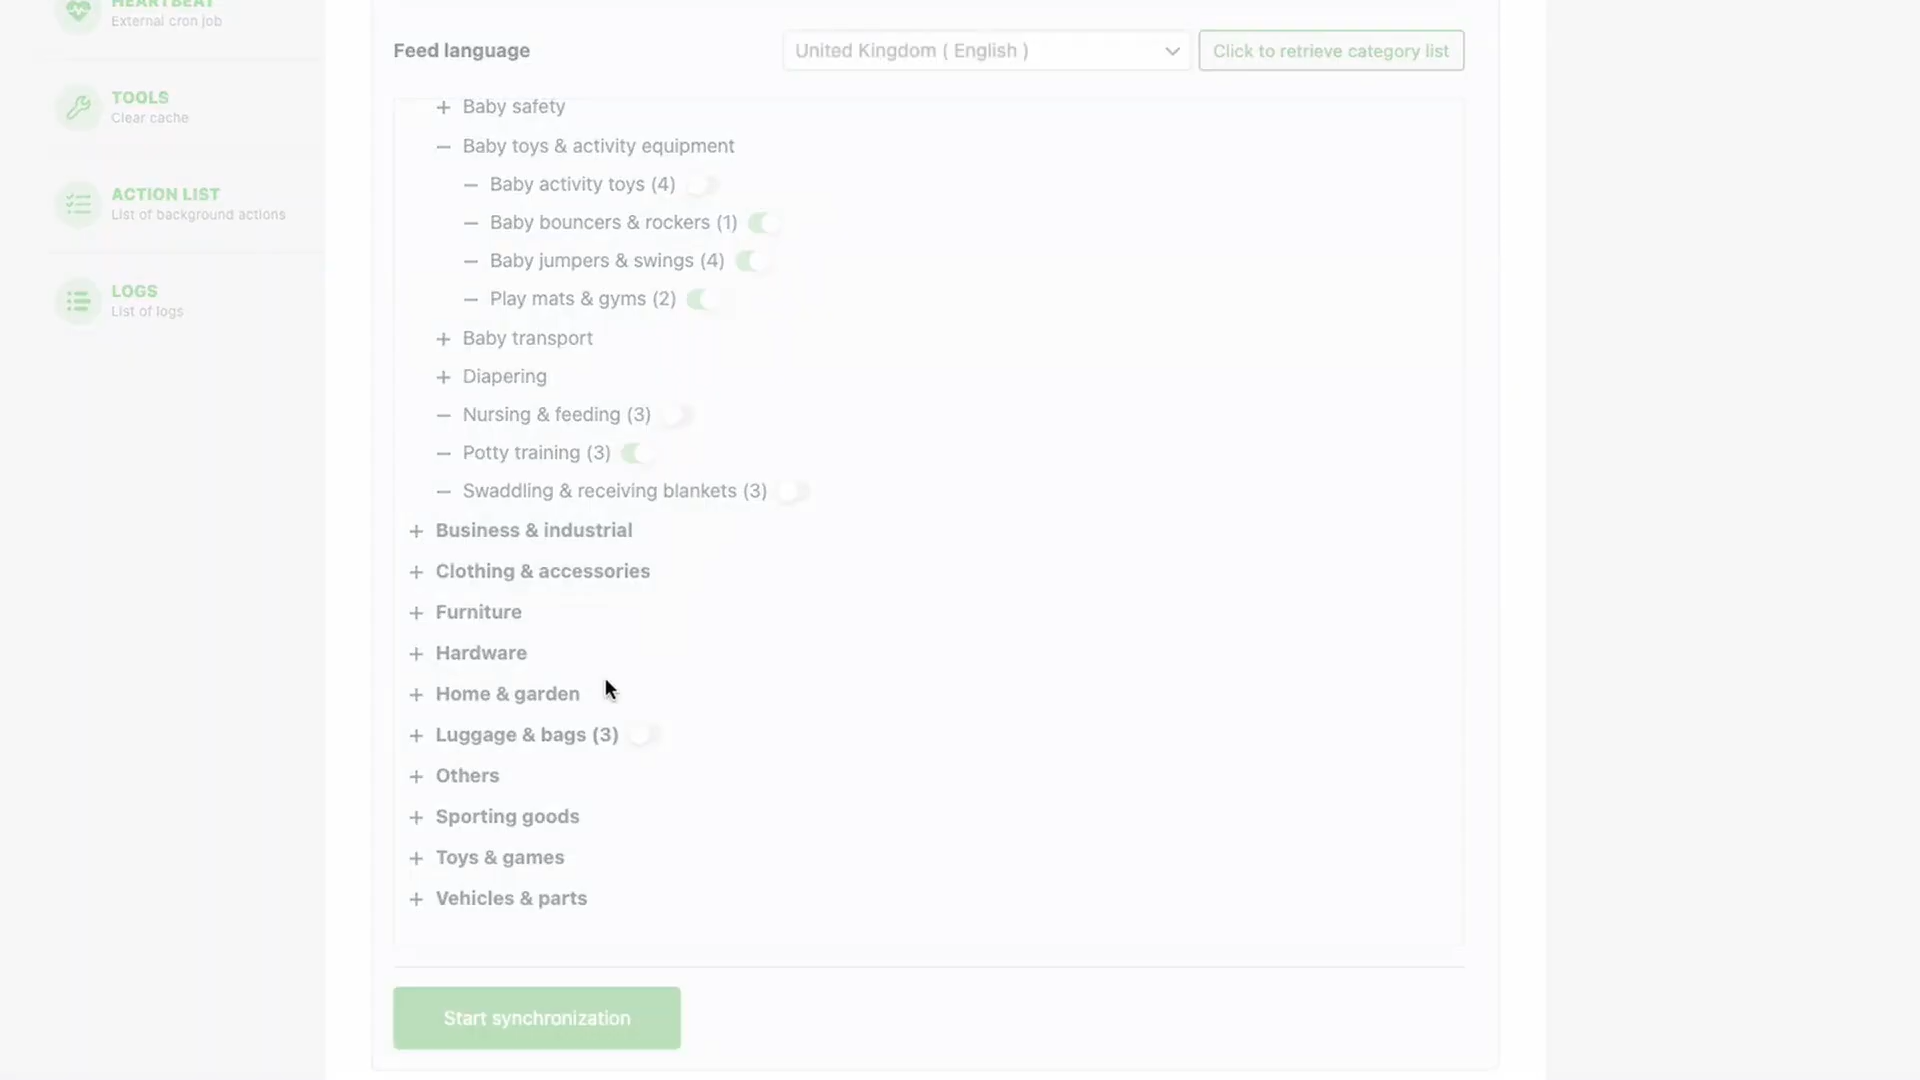 HEARTBEAT
External cron job
TOOLS
Clear cache
ACTION LIST
List of background actions
LOGS
List of logs
Feed language
United Kingdom ( English )
Click to retrieve category list
+ Baby safety
− Baby toys & activity equipment
− Baby activity toys (4)
− Baby bouncers & rockers (1)
− Baby jumpers & swings (4)
− Play mats & gyms (2)
+ Baby transport
+ Diapering
− Nursing & feeding (3)
− Potty training (3)
− Swaddling & receiving blankets (3)
+ Business & industrial
+ Clothing & accessories
+ Furniture
+ Hardware
+ Home & garden
+ Luggage & bags (3)
+ Others
+ Sporting goods
+ Toys & games
+ Vehicles & parts
Start synchronization